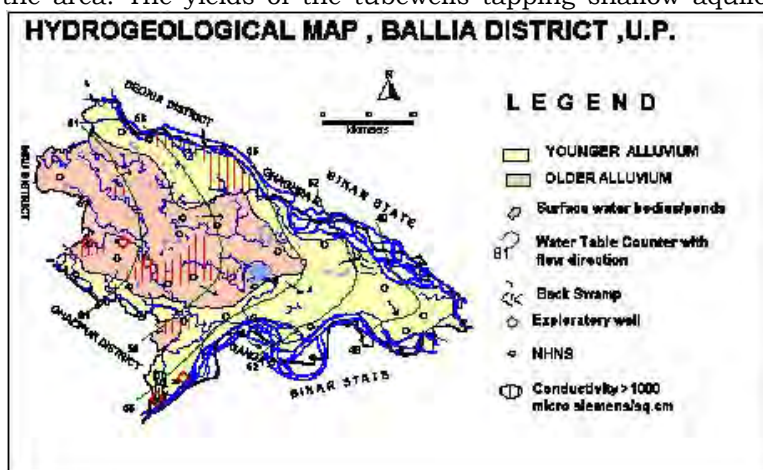 the area. The yields of the tubewells tapping shallow aquife
HYDROGEOLOGICAL MAP , BALLIA DISTRICT ,U.P.
N
DEORIA DISTRICT
kilometers
LEGEND
YOUNGER ALLUVIUM
OLDER ALLUVIUM
Surface water bodies/ponds
Water Table Counter with
flow direction
81
Back Swamp
Exploratory well
NHNS
Conductivity > 1000
micro siemens/sq.cm
BIHAR STATE
DISTRICT
GHAZIPUR DISTRICT
GANGA
BIHAR STATE